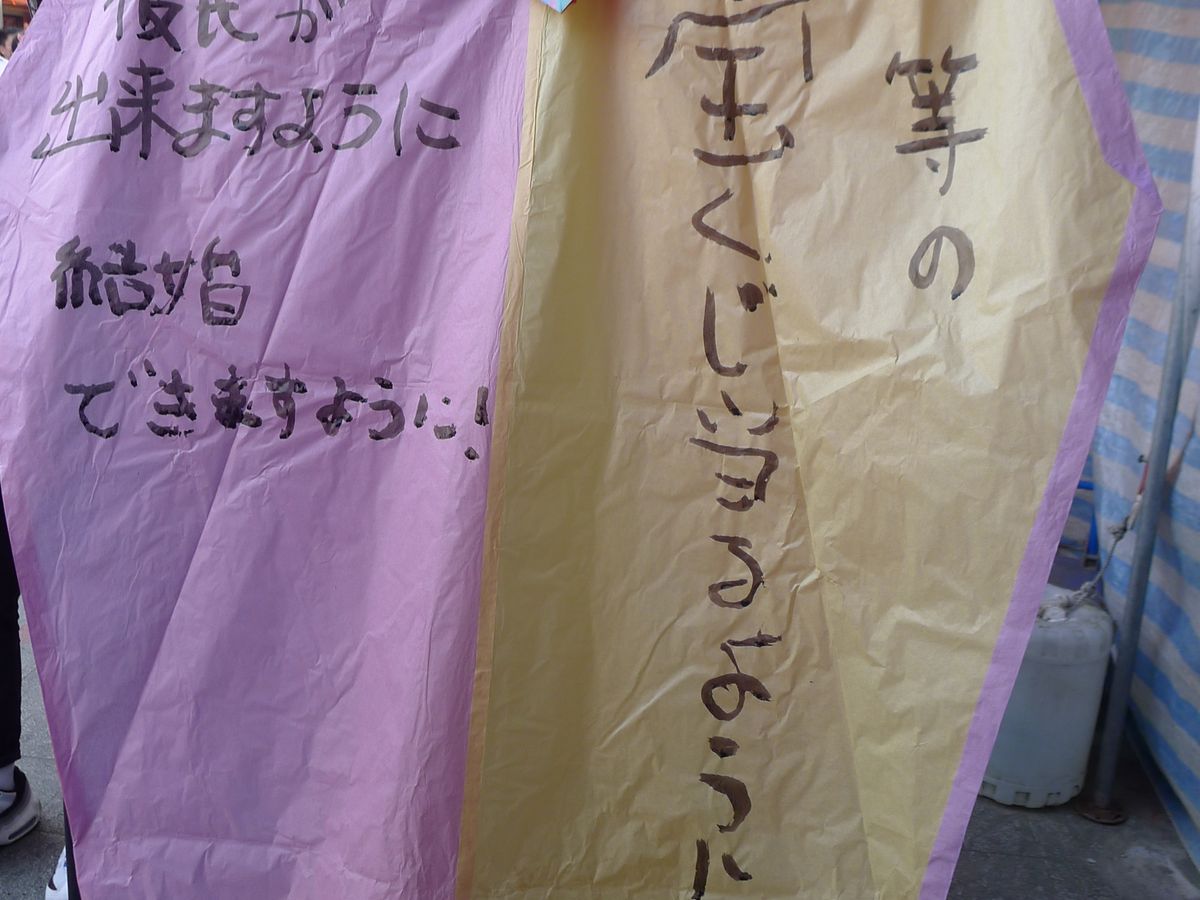 彼氏が
出来ますように
結婚
できますように!
等の
宝くじ当るように